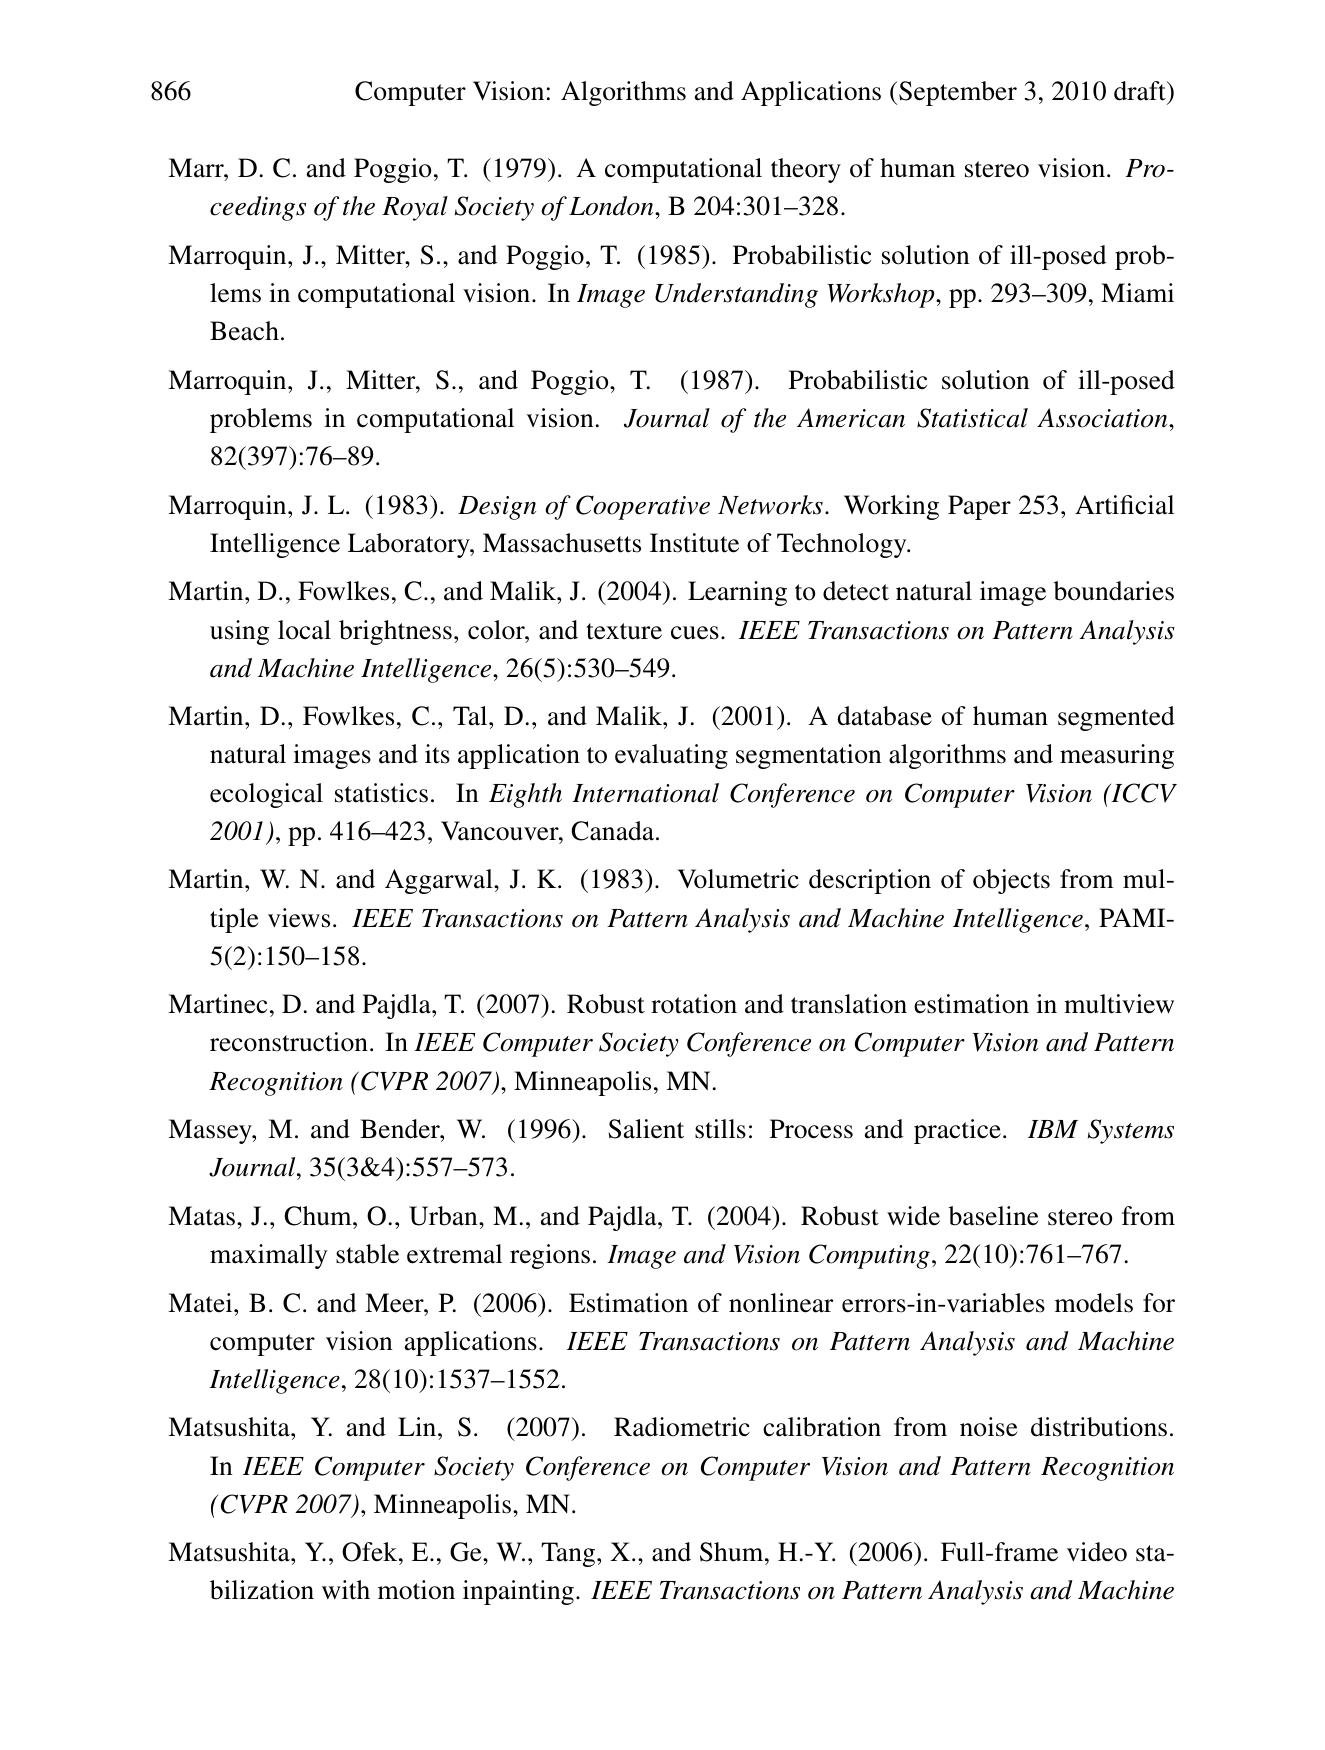 866 Computer Vision: Algorithms and Applications (September 3, 2010 draft)
Marr, D. C. and Poggio, T. (1979). A computational theory of human stereo vision. Pro-
ceedings of the Royal Society of London, B 204:301–328.
Marroquin, J., Mitter, S., and Poggio, T. (1985). Probabilistic solution of ill-posed prob-
lems in computational vision. In Image Understanding Workshop, pp. 293–309, Miami
Beach.
Marroquin, J., Mitter, S., and Poggio, T. (1987). Probabilistic solution of ill-posed
problems in computational vision. Journal of the American Statistical Association,
82(397):76–89.
Marroquin, J. L. (1983). Design of Cooperative Networks. Working Paper 253, Artificial
Intelligence Laboratory, Massachusetts Institute of Technology.
Martin, D., Fowlkes, C., and Malik, J. (2004). Learning to detect natural image boundaries
using local brightness, color, and texture cues. IEEE Transactions on Pattern Analysis
and Machine Intelligence, 26(5):530–549.
Martin, D., Fowlkes, C., Tal, D., and Malik, J. (2001). A database of human segmented
natural images and its application to evaluating segmentation algorithms and measuring
ecological statistics. In Eighth International Conference on Computer Vision (ICCV
2001), pp. 416–423, Vancouver, Canada.
Martin, W. N. and Aggarwal, J. K. (1983). Volumetric description of objects from mul-
tiple views. IEEE Transactions on Pattern Analysis and Machine Intelligence, PAMI-
5(2):150–158.
Martinec, D. and Pajdla, T. (2007). Robust rotation and translation estimation in multiview
reconstruction. In IEEE Computer Society Conference on Computer Vision and Pattern
Recognition (CVPR 2007), Minneapolis, MN.
Massey, M. and Bender, W. (1996). Salient stills: Process and practice. IBM Systems
Journal, 35(3&4):557–573.
Matas, J., Chum, O., Urban, M., and Pajdla, T. (2004). Robust wide baseline stereo from
maximally stable extremal regions. Image and Vision Computing, 22(10):761–767.
Matei, B. C. and Meer, P. (2006). Estimation of nonlinear errors-in-variables models for
computer vision applications. IEEE Transactions on Pattern Analysis and Machine
Intelligence, 28(10):1537–1552.
Matsushita, Y. and Lin, S. (2007). Radiometric calibration from noise distributions.
In IEEE Computer Society Conference on Computer Vision and Pattern Recognition
(CVPR 2007), Minneapolis, MN.
Matsushita, Y., Ofek, E., Ge, W., Tang, X., and Shum, H.-Y. (2006). Full-frame video sta-
bilization with motion inpainting. IEEE Transactions on Pattern Analysis and Machine